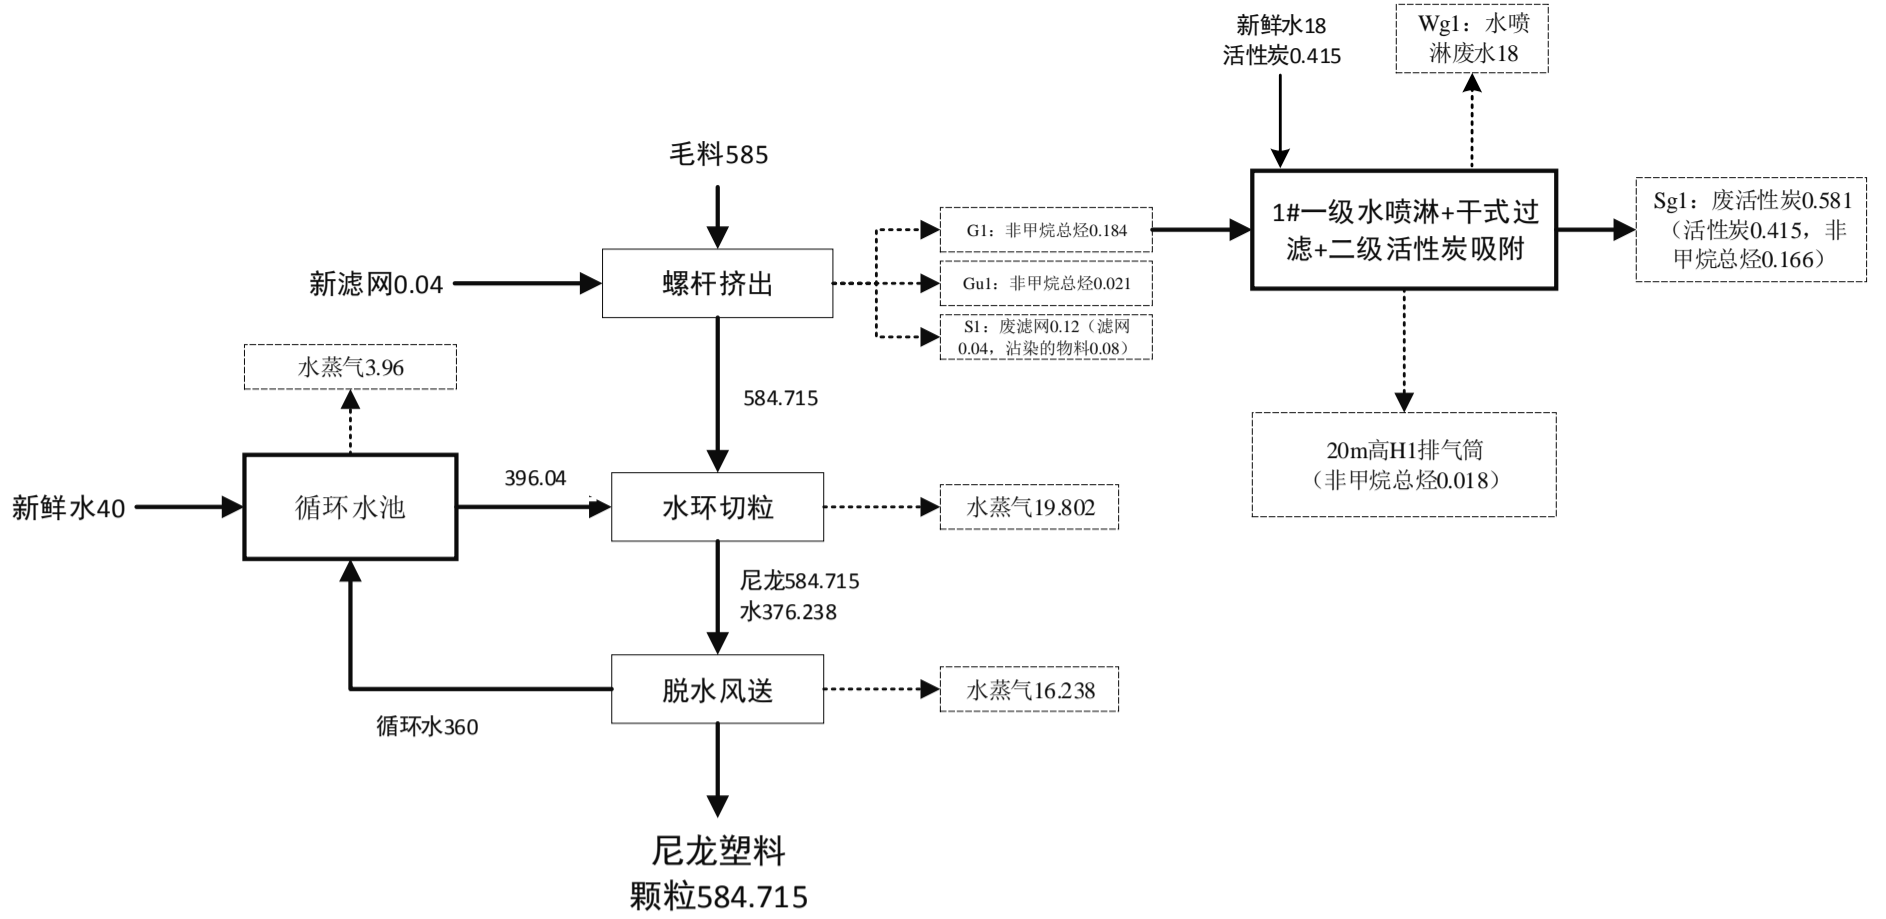 新鲜水18
活性炭0.415
Wg1：水喷
淋废水18
毛料585
1#一级水喷淋+干式过
滤+二级活性炭吸附
Sg1：废活性炭0.581
（活性炭0.415，非
甲烷总烃0.166）
G1：非甲烷总烃0.184
新滤网0.04
螺杆挤出
Gu1：非甲烷总烃0.021
S1：废滤网0.12（滤网
0.04，沾染的物料0.08）
水蒸气3.96
584.715
20m高H1排气筒
（非甲烷总烃0.018）
新鲜水40
循环水池
396.04
水环切粒
水蒸气19.802
尼龙584.715
水376.238
脱水风送
水蒸气16.238
循环水360
尼龙塑料
颗粒584.715